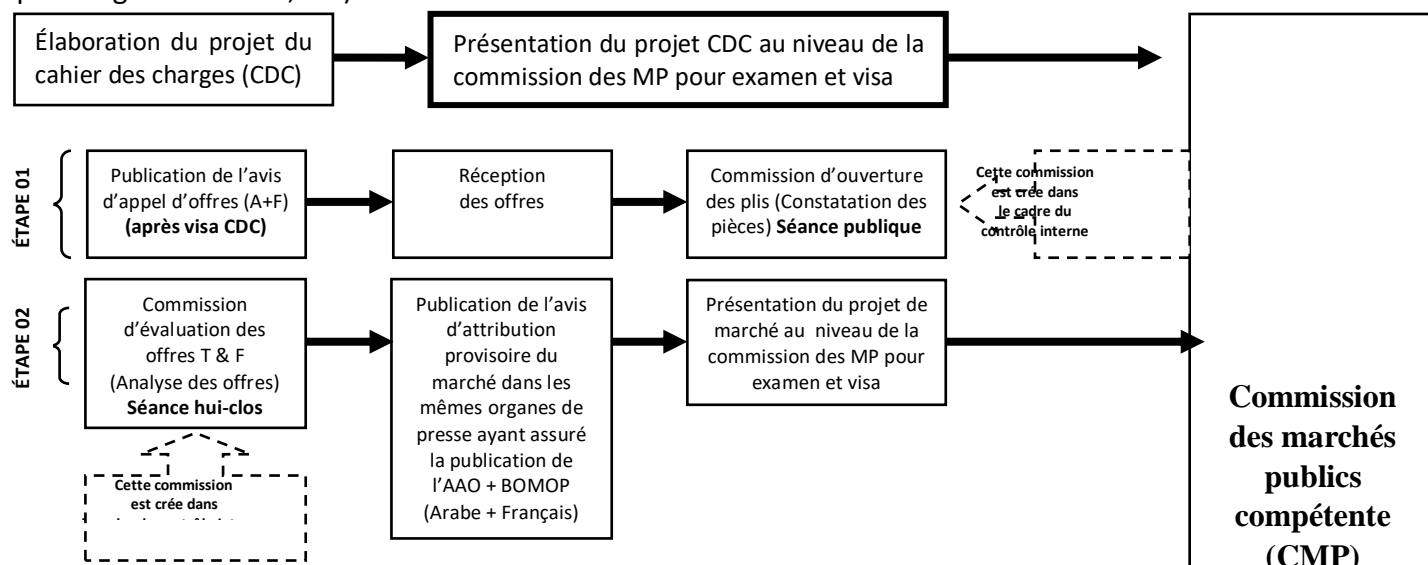 Élaboration du projet du
cahier des charges (CDC)
Présentation du projet CDC au niveau de la
commission des MP pour examen et visa
ÉTAPE 01
Publication de l’avis
d’appel d’offres (A+F)
(après visa CDC)
Réception
des offres
Commission d’ouverture
des plis (Constatation des
pièces) Séance publique
Cette commission
est crée dans
le cadre du
contrôle interne
ÉTAPE 02
Commission
d’évaluation des
offres T & F
(Analyse des offres)
Séance hui-clos
Publication de l’avis
d’attribution
provisoire du
marché dans les
mêmes organes de
presse ayant assuré
la publication de
l’AAO + BOMOP
(Arabe + Français)
Présentation du projet de
marché au niveau de la
commission des MP pour
examen et visa
Cette commission
est crée dans
Commission
des marchés
publics
compétente
(CMP)